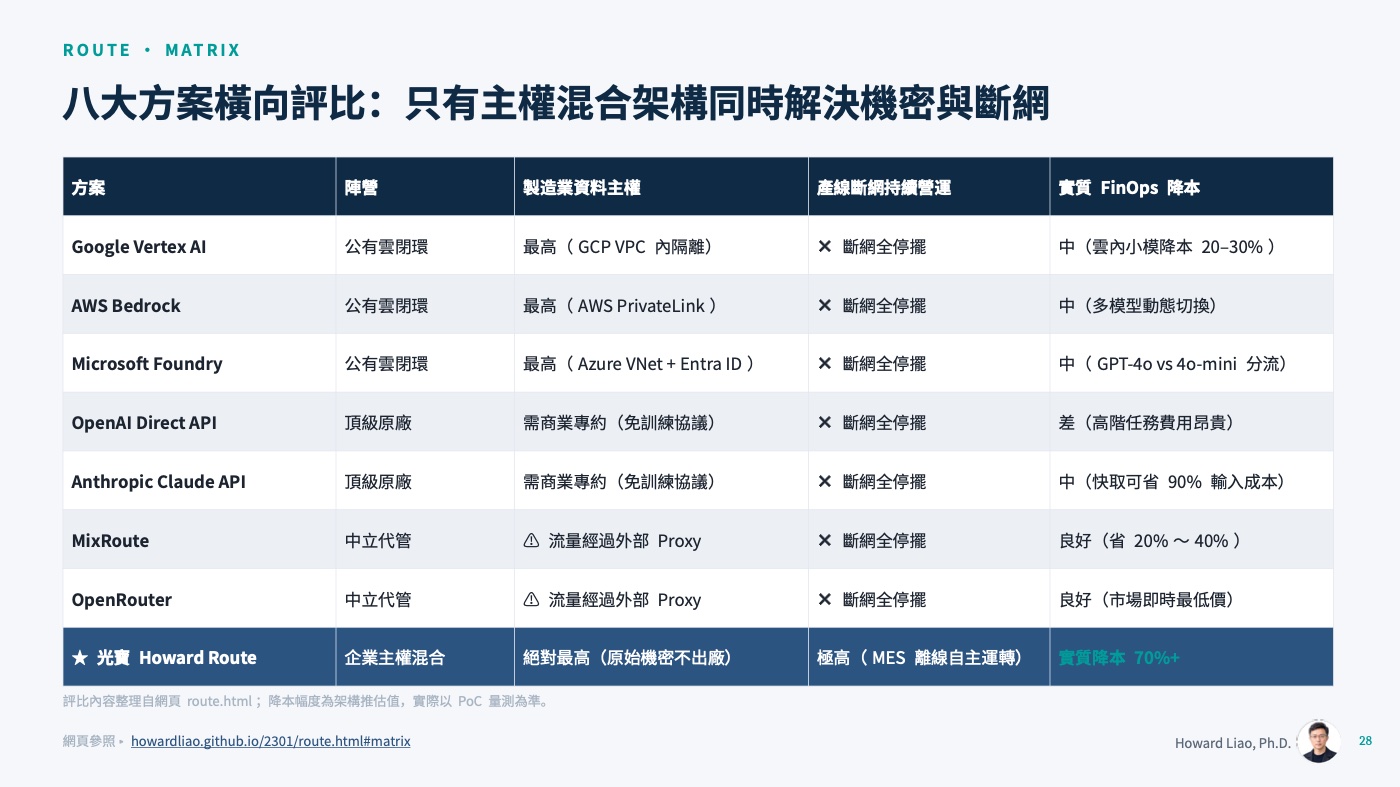 ROUTE · MATRIX
八大方案橫向評比：只有主權混合架構同時解決機密與斷網
方案 陣營 製造業資料主權 產線斷網持續營運 實質 FinOps 降本
Google Vertex AI 公有雲閉環 最高（ GCP VPC 內隔離） ✕ 斷網全停擺 中（雲內小模降本 20–30% ）
AWS Bedrock 公有雲閉環 最高（ AWS PrivateLink ） ✕ 斷網全停擺 中（多模型動態切換）
Microsoft Foundry 公有雲閉環 最高（ Azure VNet + Entra ID ） ✕ 斷網全停擺 中（ GPT-4o vs 4o-mini 分流）
OpenAI Direct API 頂級原廠 需商業專約（免訓練協議） ✕ 斷網全停擺 差（高階任務費用昂貴）
Anthropic Claude API 頂級原廠 需商業專約（免訓練協議） ✕ 斷網全停擺 中（快取可省 90% 輸入成本）
MixRoute 中立代管 ⚠ 流量經過外部 Proxy ✕ 斷網全停擺 良好（省 20% ～ 40% ）
OpenRouter 中立代管 ⚠ 流量經過外部 Proxy ✕ 斷網全停擺 良好（市場即時最低價）
★ 光寶 Howard Route 企業主權混合 絕對最高（原始機密不出廠） 極高（ MES 離線自主運轉） 實質降本 70%+
評比內容整理自網頁 route.html ；降本幅度為架構推估值，實際以 PoC 量測為準。
網頁參照 ▸ howardliao.github.io/2301/route.html#matrix
Howard Liao, Ph.D.
28